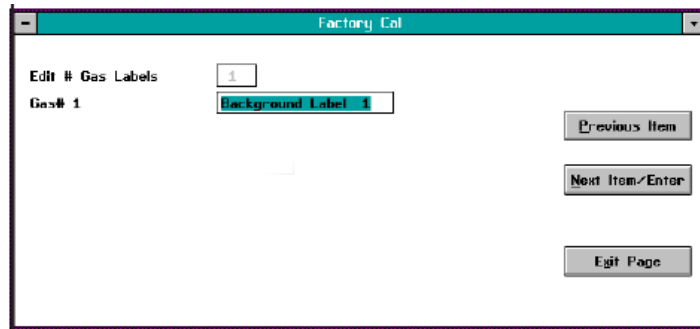 Factory Cal
Edit # Gas Labels 1
Gas# 1 Background Label 1
Previous Item
Next Item/Enter
Exit Page